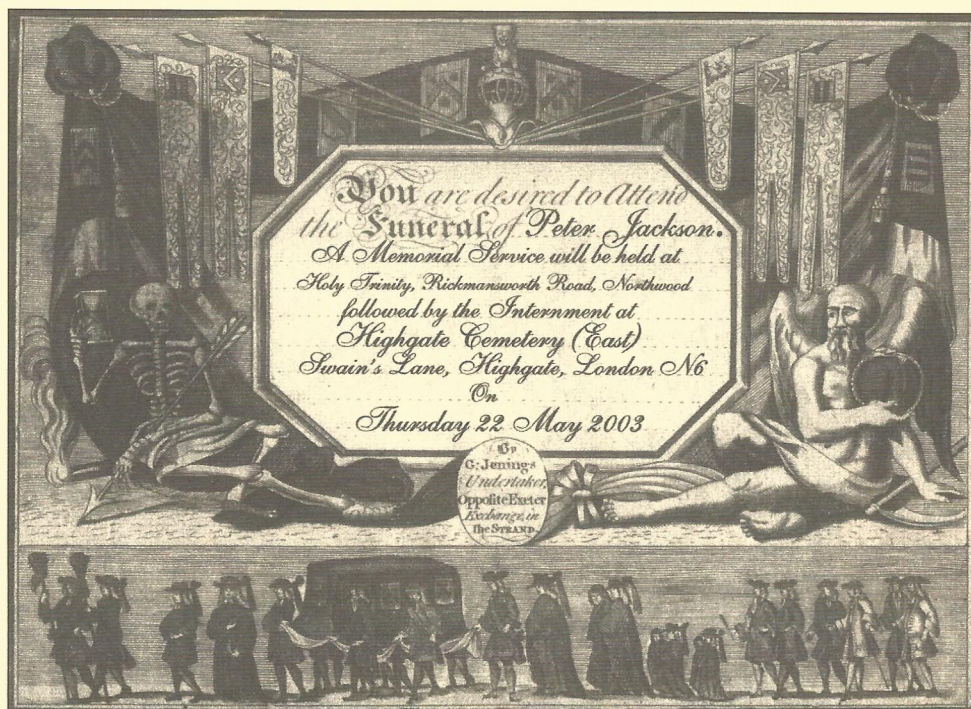 You are desired to Attend
the Funeral of Peter Jackson.
A Memorial Service will be held at
Holy Trinity, Rickmansworth Road, Northwood
followed by the Internment at
Highgate Cemetery (East)
Swain's Lane, Highgate, London N6
On
Thursday 22 May 2003
By
G: Jenings
Undertaker,
Oppoſite Exeter
Exchange, in
the STRAND.